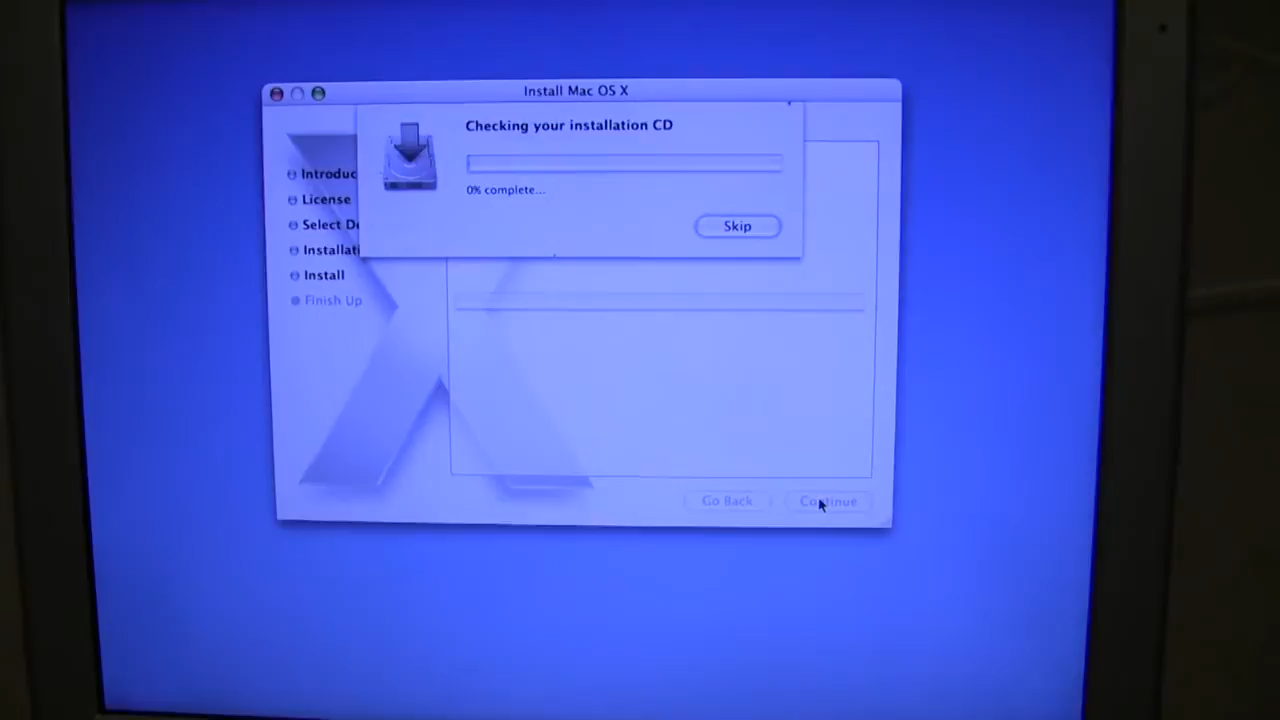 Install Mac OS X
Checking your installation CD
0% complete...
Skip
Introduc
License
Select De
Installati
Install
Finish Up
Go Back
Continue